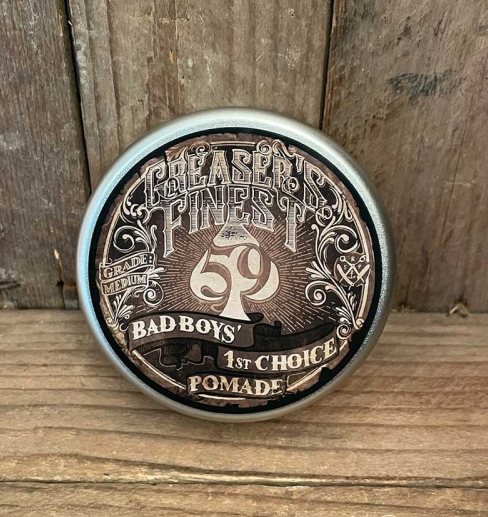 GREASER'S
FINEST
59
GRADE:
MEDIUM
BAD BOYS'
1ST CHOICE
POMADE